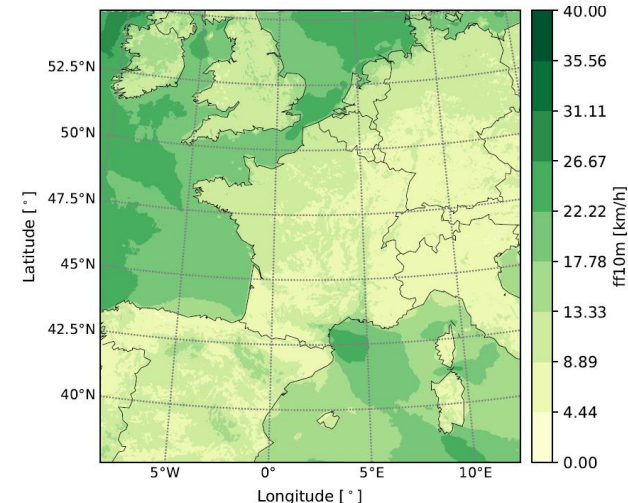 52.5°N
50°N
47.5°N
45°N
42.5°N
40°N
Latitude [°]
5°W
0°
5°E
10°E
Longitude [°]
40.00
35.56
31.11
26.67
22.22
17.78
13.33
8.89
4.44
0.00
ff10m [km/h]